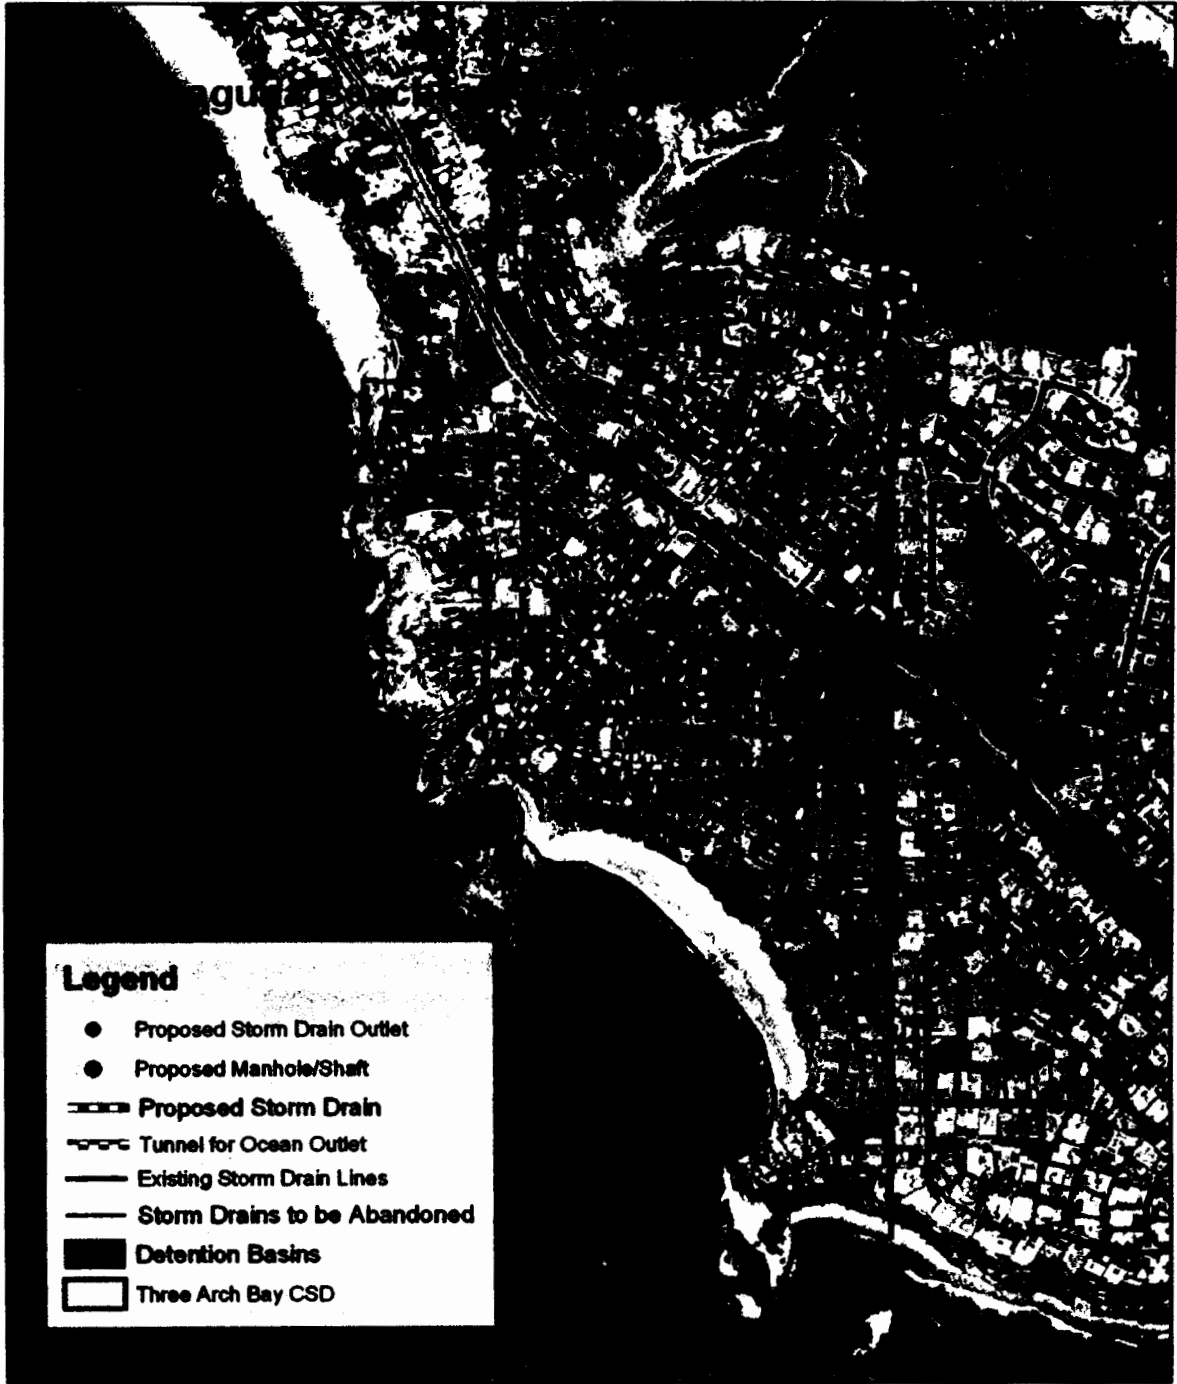 Legend
Proposed Storm Drain Outlet
Proposed Manhole/Shaft
Proposed Storm Drain
Tunnel for Ocean Outlet
Existing Storm Drain Lines
Storm Drains to be Abandoned
Detention Basins
Three Arch Bay CSD